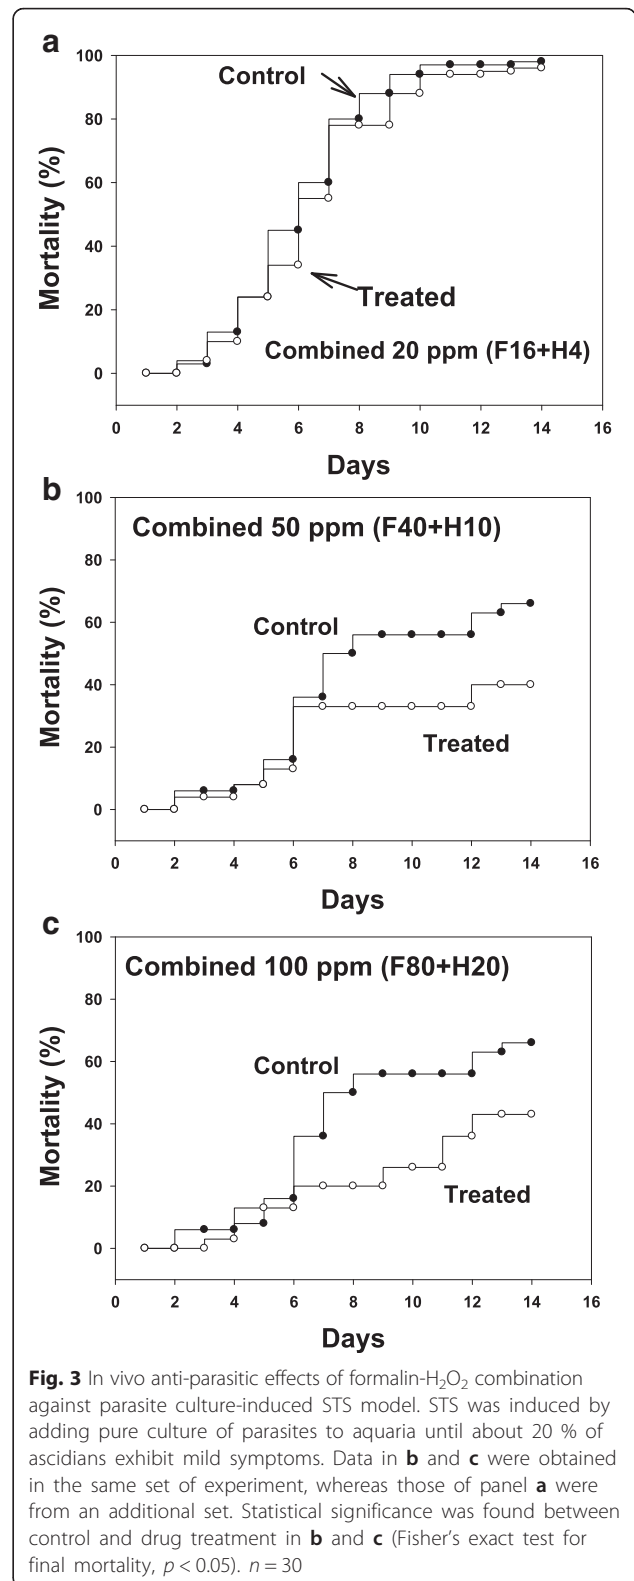 a
100
80
60
40
20
0
Mortality (%)
Control
Treated
Combined 20 ppm (F16+H4)
0 2 4 6 8 10 12 14 16
Days
b
100
80
60
40
20
0
Mortality (%)
Combined 50 ppm (F40+H10)
Control
Treated
0 2 4 6 8 10 12 14 16
Days
c
100
80
60
40
20
0
Mortality (%)
Combined 100 ppm (F80+H20)
Control
Treated
0 2 4 6 8 10 12 14 16
Days
Fig. 3 In vivo anti-parasitic effects of formalin-H₂O₂ combination
against parasite culture-induced STS model. STS was induced by
adding pure culture of parasites to aquaria until about 20 % of
ascidians exhibit mild symptoms. Data in b and c were obtained
in the same set of experiment, whereas those of panel a were
from an additional set. Statistical significance was found between
control and drug treatment in b and c (Fisher’s exact test for
final mortality, p < 0.05). n = 30